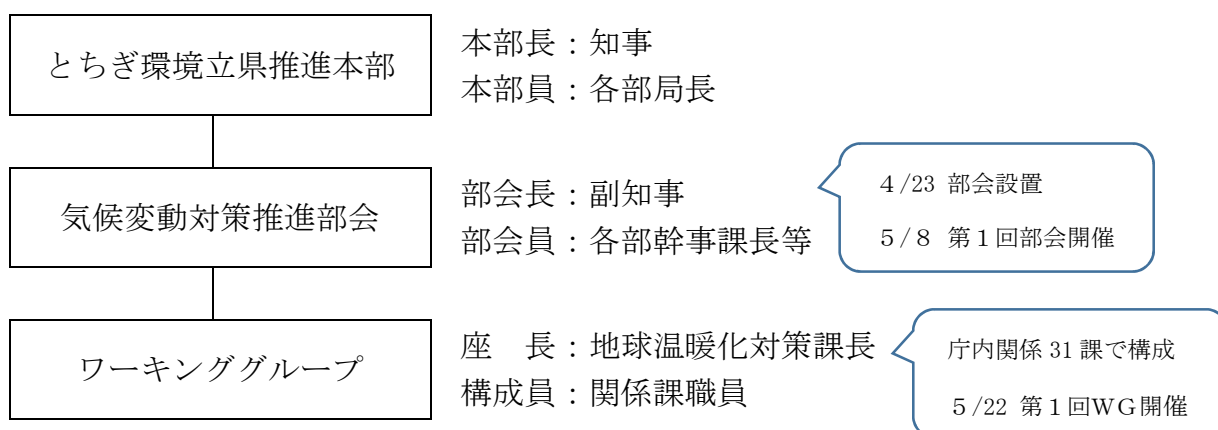 とちぎ環境立県推進本部
本部長：知事
本部員：各部局長
気候変動対策推進部会
部会長：副知事
部会員：各部幹事課長等
４/23 部会設置
５/８ 第１回部会開催
ワーキンググループ
座　長：地球温暖化対策課長
構成員：関係課職員
庁内関係 31 課で構成
５/22 第１回ＷＧ開催